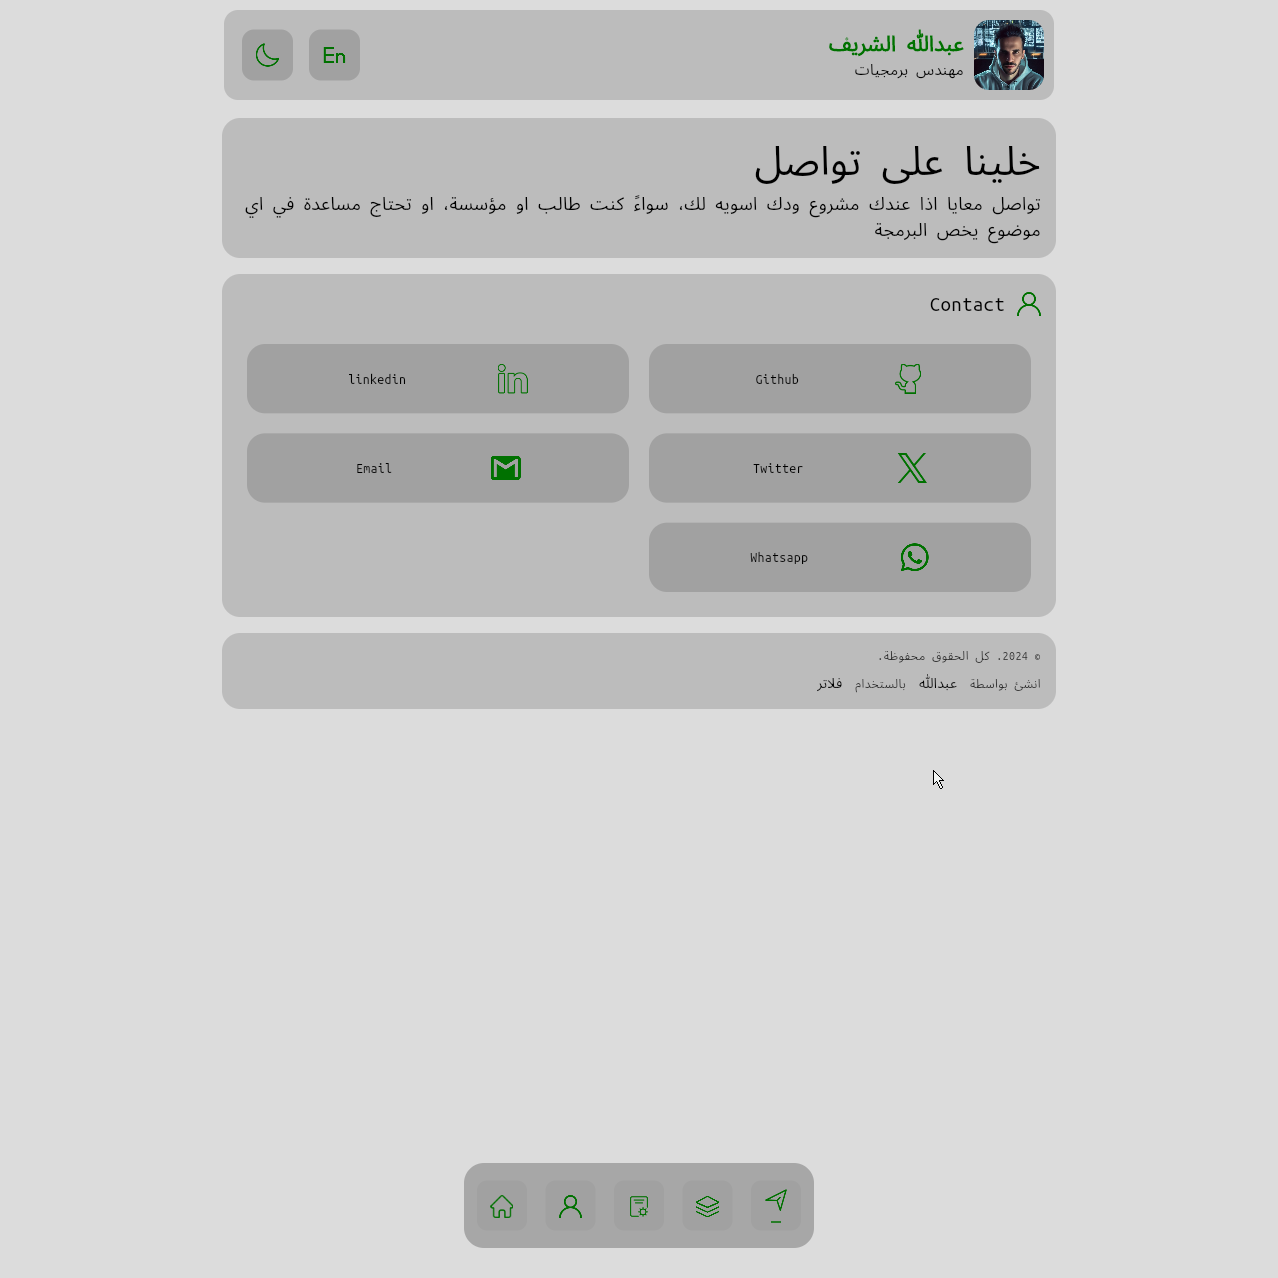 عبدالله الشريف
مهندس برمجيات
En
خلينا على تواصل
تواصل معايا اذا عندك مشروع ودك اسويه لك، سواءً كنت طالب او مؤسسة، او تحتاج مساعدة في اي
موضوع يخص البرمجة
Contact
Github
linkedin
Twitter
Email
Whatsapp
© 2024. كل الحقوق محفوظة.
انشئ بواسطة عبدالله بالستخدام فلاتر